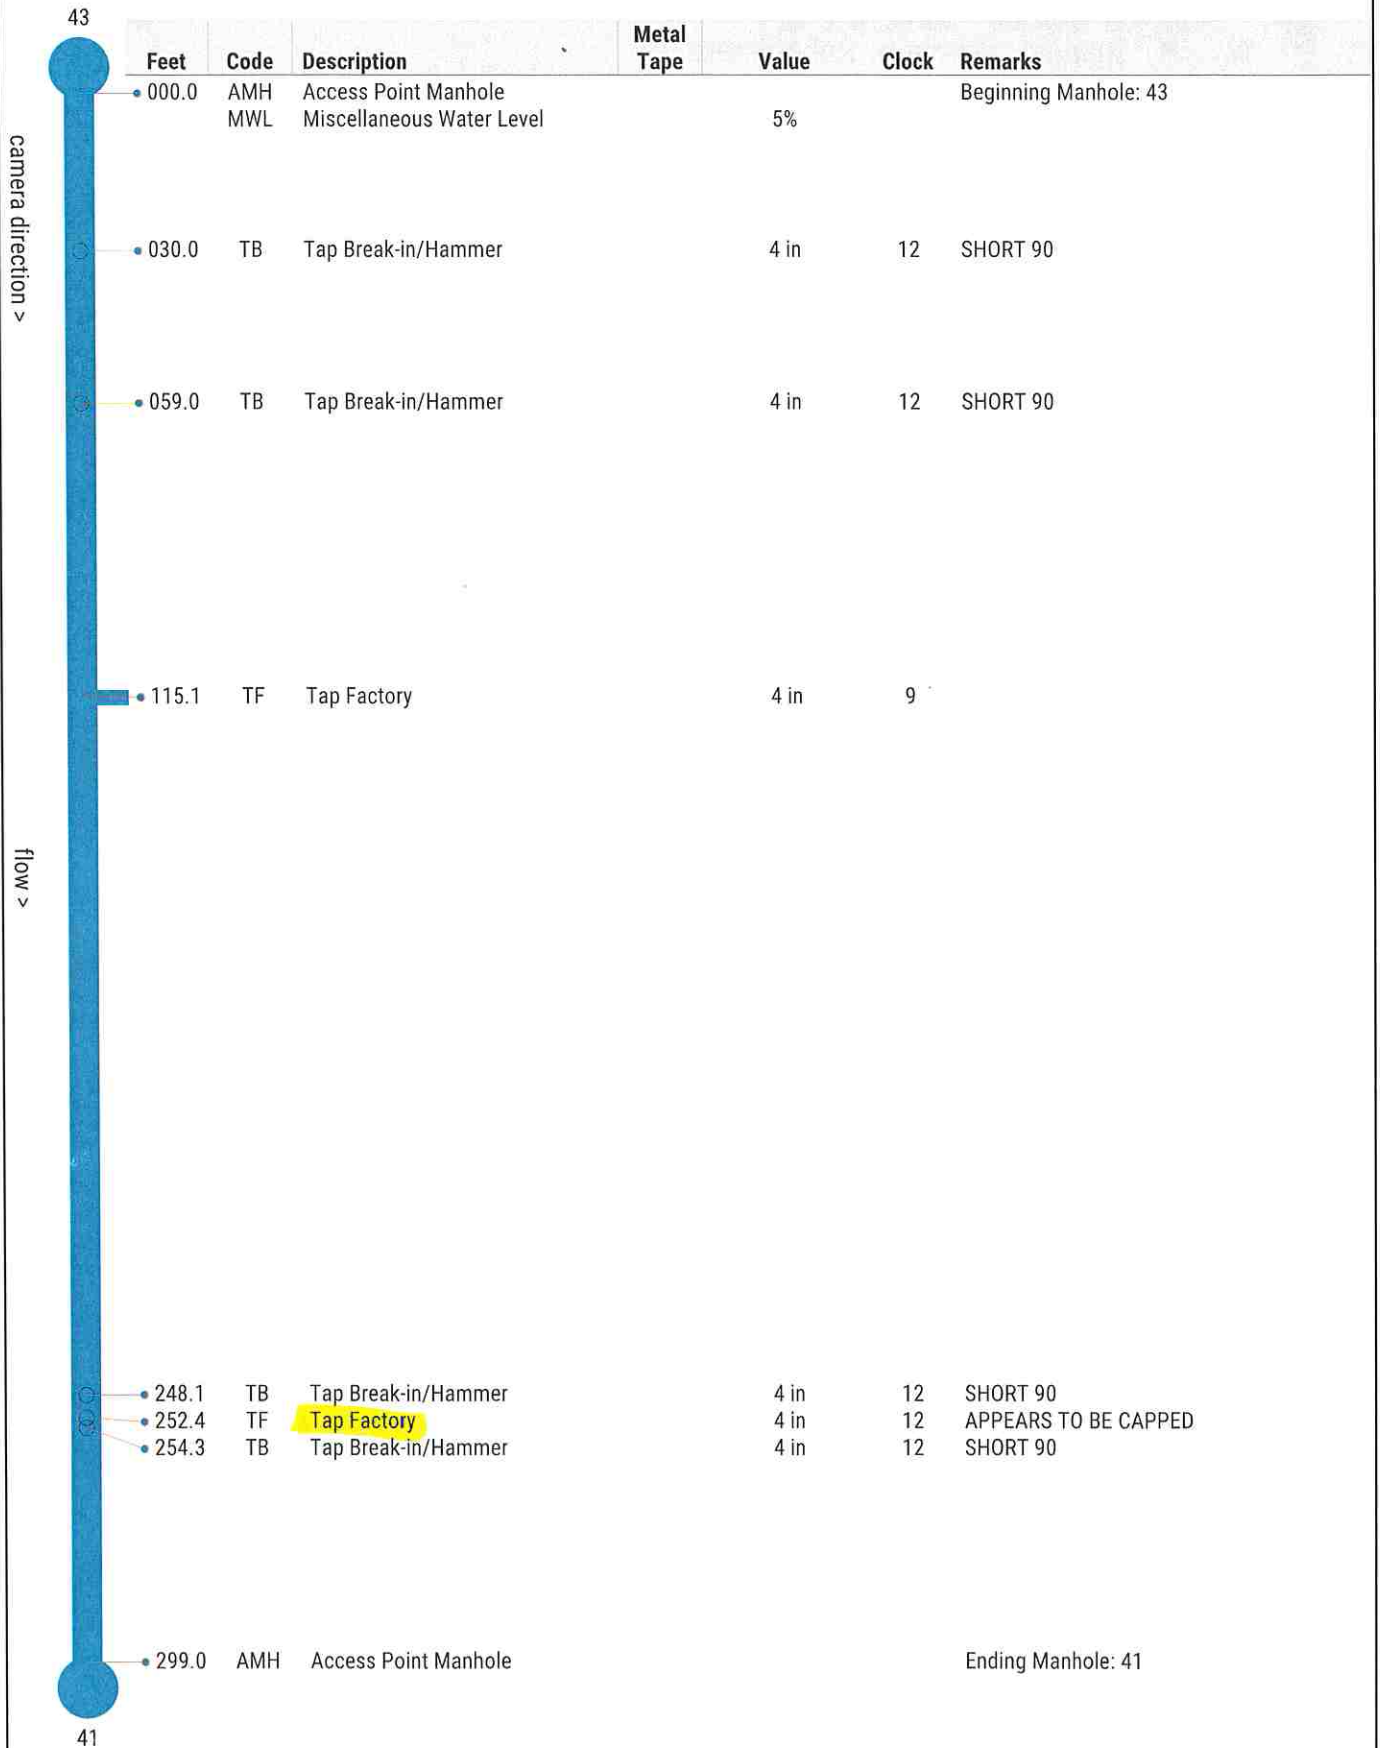 43
Feet Code Description Metal Tape Value Clock Remarks
000.0 AMH Access Point Manhole Beginning Manhole: 43
MWL Miscellaneous Water Level 5%
camera direction >
030.0 TB Tap Break-in/Hammer 4 in 12 SHORT 90
059.0 TB Tap Break-in/Hammer 4 in 12 SHORT 90
115.1 TF Tap Factory 4 in 9
flow >
248.1 TB Tap Break-in/Hammer 4 in 12 SHORT 90
252.4 TF Tap Factory 4 in 12 APPEARS TO BE CAPPED
254.3 TB Tap Break-in/Hammer 4 in 12 SHORT 90
299.0 AMH Access Point Manhole Ending Manhole: 41
41